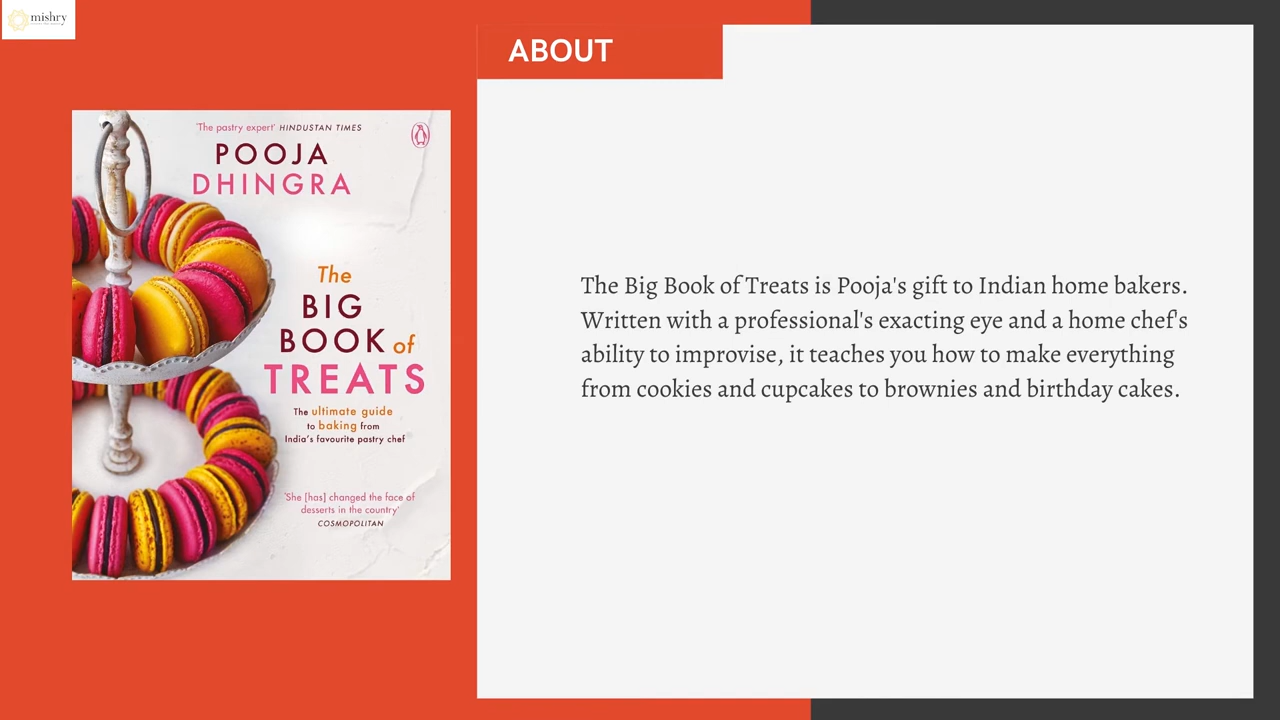 mishry
ABOUT
'The pastry expert' HINDUSTAN TIMES
POOJA
DHINGRA
The
BIG
BOOK of
TREATS
The ultimate guide
to baking from
India's favourite pastry chef
'She [has] changed the face of
desserts in the country'
COSMOPOLITAN
The Big Book of Treats is Pooja's gift to Indian home bakers.
Written with a professional's exacting eye and a home chef's
ability to improvise, it teaches you how to make everything
from cookies and cupcakes to brownies and birthday cakes.